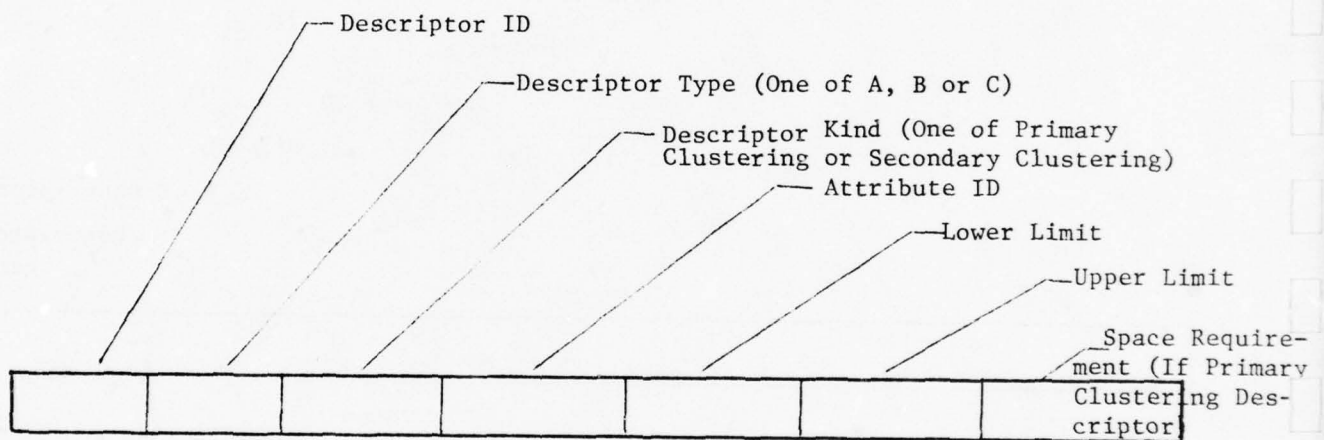 Descriptor ID
Descriptor Type (One of A, B or C)
Descriptor Kind (One of Primary
Clustering or Secondary Clustering)
Attribute ID
Lower Limit
Upper Limit
Space Require-
ment (If Primary
Clustering Des-
criptor